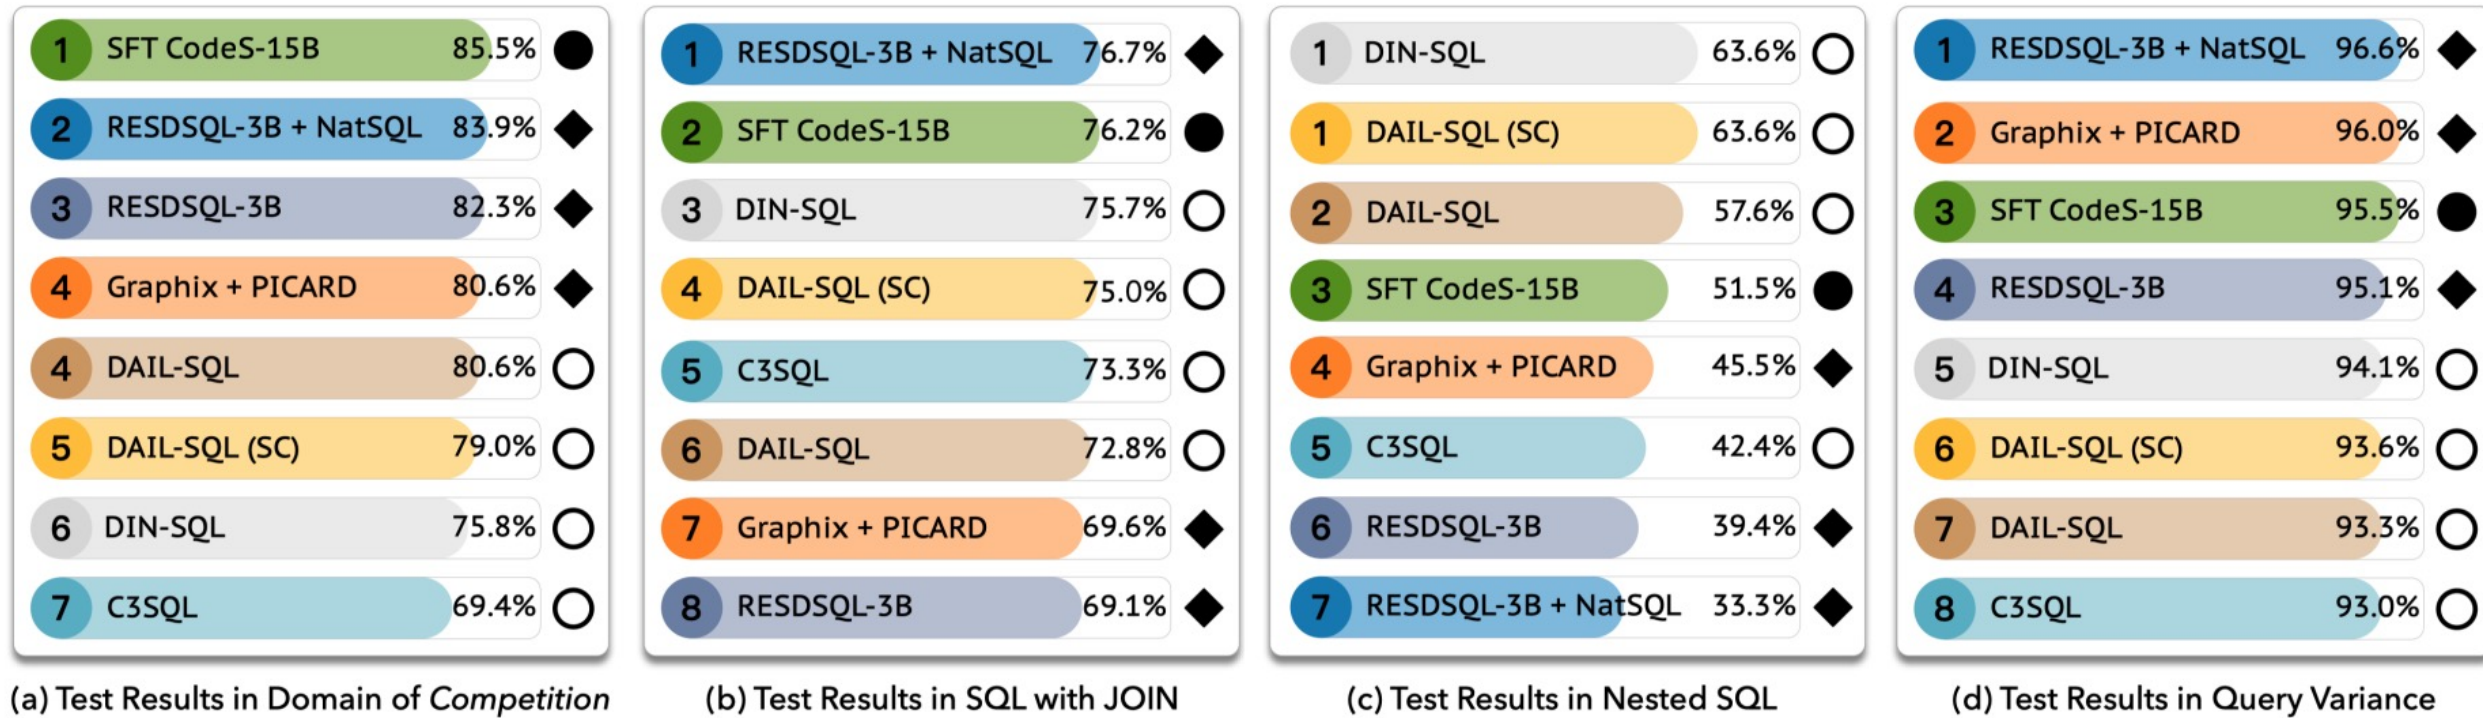 1 SFT CodeS-15B 85.5%
2 RESDSQL-3B + NatSQL 83.9%
3 RESDSQL-3B 82.3%
4 Graphix + PICARD 80.6%
4 DAIL-SQL 80.6%
5 DAIL-SQL (SC) 79.0%
6 DIN-SQL 75.8%
7 C3SQL 69.4%
(a) Test Results in Domain of Competition
1 RESDSQL-3B + NatSQL 76.7%
2 SFT CodeS-15B 76.2%
3 DIN-SQL 75.7%
4 DAIL-SQL (SC) 75.0%
5 C3SQL 73.3%
6 DAIL-SQL 72.8%
7 Graphix + PICARD 69.6%
8 RESDSQL-3B 69.1%
(b) Test Results in SQL with JOIN
1 DIN-SQL 63.6%
1 DAIL-SQL (SC) 63.6%
2 DAIL-SQL 57.6%
3 SFT CodeS-15B 51.5%
4 Graphix + PICARD 45.5%
5 C3SQL 42.4%
6 RESDSQL-3B 39.4%
7 RESDSQL-3B + NatSQL 33.3%
(c) Test Results in Nested SQL
1 RESDSQL-3B + NatSQL 96.6%
2 Graphix + PICARD 96.0%
3 SFT CodeS-15B 95.5%
4 RESDSQL-3B 95.1%
5 DIN-SQL 94.1%
6 DAIL-SQL (SC) 93.6%
7 DAIL-SQL 93.3%
8 C3SQL 93.0%
(d) Test Results in Query Variance